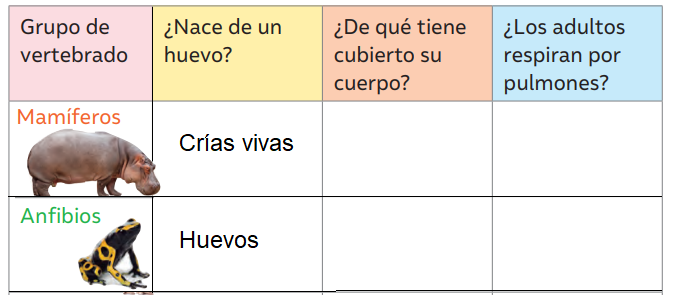 Grupo de
vertebrado
¿Nace de un
huevo?
¿De qué tiene
cubierto su
cuerpo?
¿Los adultos
respiran por
pulmones?
Mamíferos
Crías vivas
Anfibios
Huevos